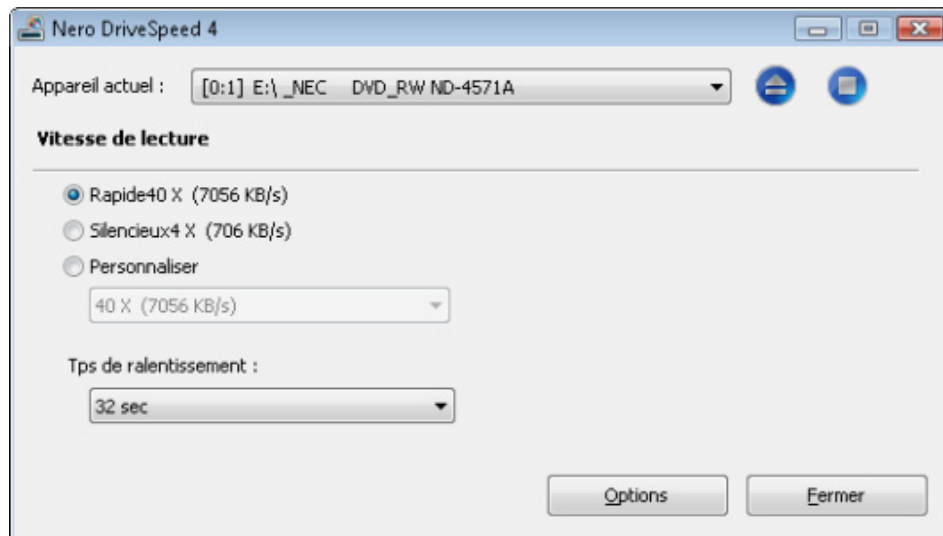 Nero DriveSpeed 4
Appareil actuel : [0:1] E:\ _NEC DVD_RW ND-4571A
Vitesse de lecture
Rapide40 X (7056 KB/s)
Silencieux4 X (706 KB/s)
Personnaliser
40 X (7056 KB/s)
Tps de ralentissement :
32 sec
Options Fermer